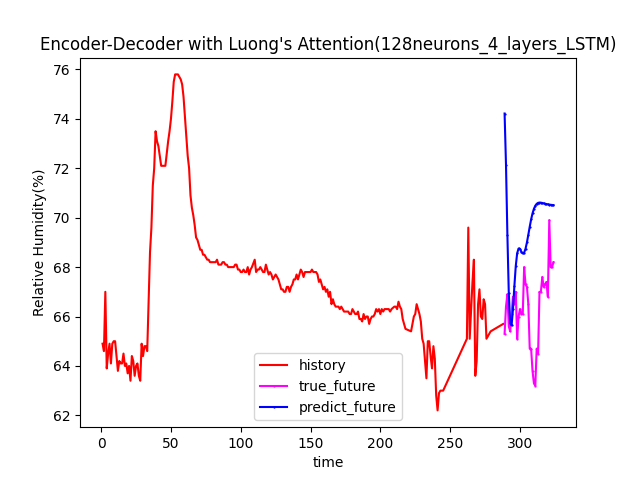 Encoder-Decoder with Luong's Attention(128neurons_4_layers_LSTM)
76
74
72
70
68
66
64
62
Relative Humidity(%)
history
true_future
predict_future
0 50 100 150 200 250 300
time